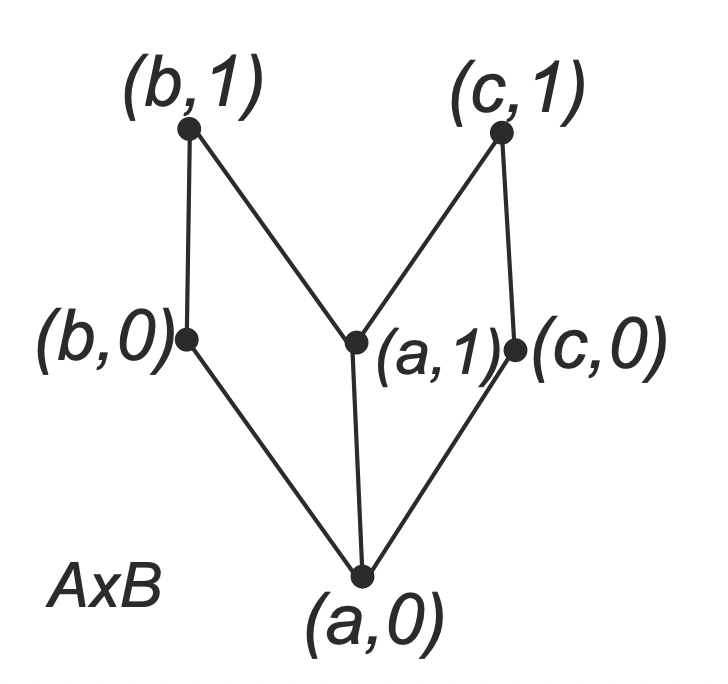 (b,1)
(c,1)
(b,0)
(a,1)
(c,0)
AxB
(a,0)